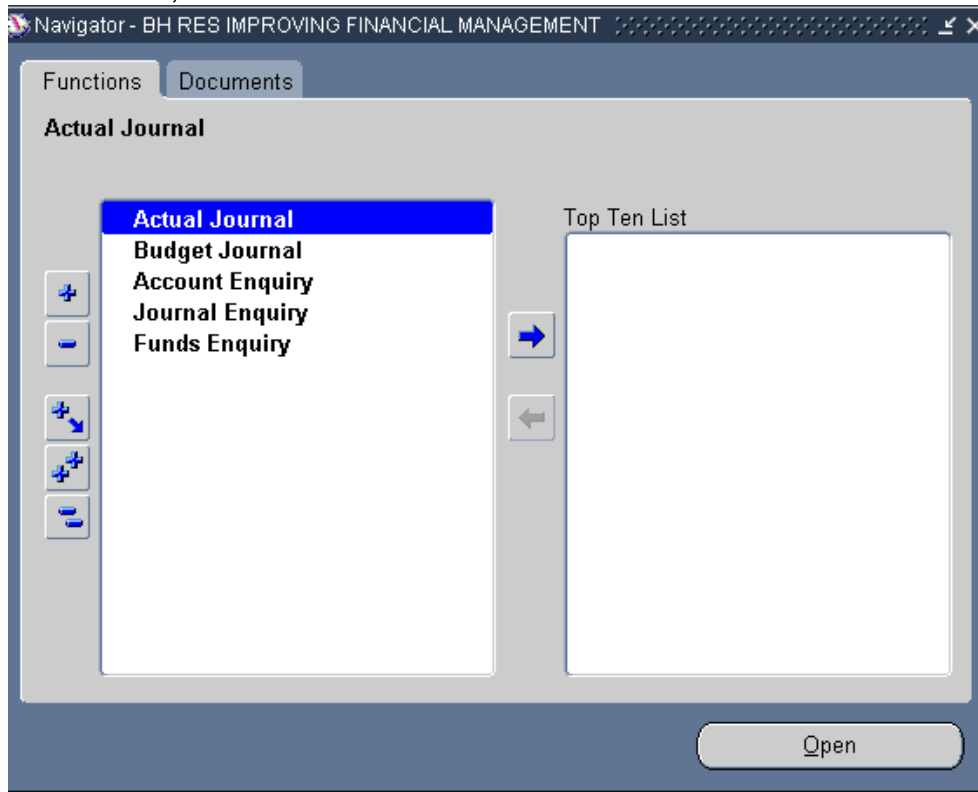 Navigator - BH RES IMPROVING FINANCIAL MANAGEMENT
Functions
Documents
Actual Journal
Actual Journal
Budget Journal
Account Enquiry
Journal Enquiry
Funds Enquiry
Top Ten List
Open